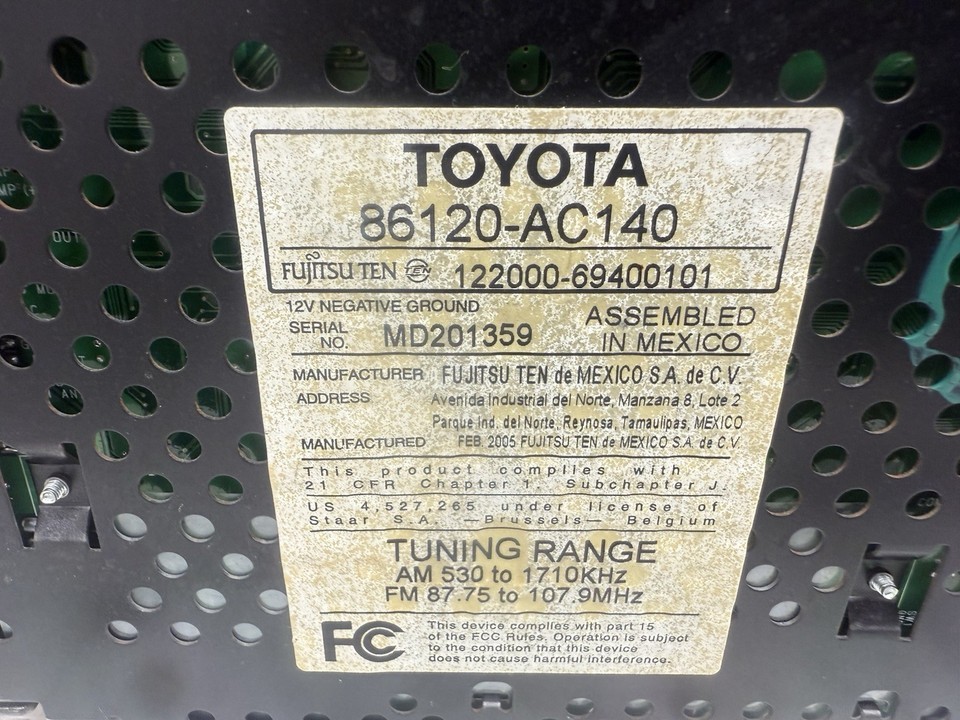 TOYOTA
86120-AC140
FUJITSU TEN TEN 122000-69400101
12V NEGATIVE GROUND
ASSEMBLED
IN MEXICO
SERIAL
NO. MD201359
MANUFACTURER FUJITSU TEN de MEXICO S.A. de C.V.
ADDRESS Avenida Industrial del Norte, Manzana 8, Lote 2
Parque Ind. del Norte, Reynosa, Tamaulipas, MEXICO
MANUFACTURED FEB. 2005 FUJITSU TEN de MEXICO S.A. de C.V.
This product complies with
21 CFR Chapter 1. Subchapter J.
US 4,527,265 under license of
Staar S.A. —Brussels— Belgium
TUNING RANGE
AM 530 to 1710KHz
FM 87.75 to 107.9MHz
FC This device complies with part 15
of the FCC Rules. Operation is subject
to the condition that this device
does not cause harmful interference.
OUT